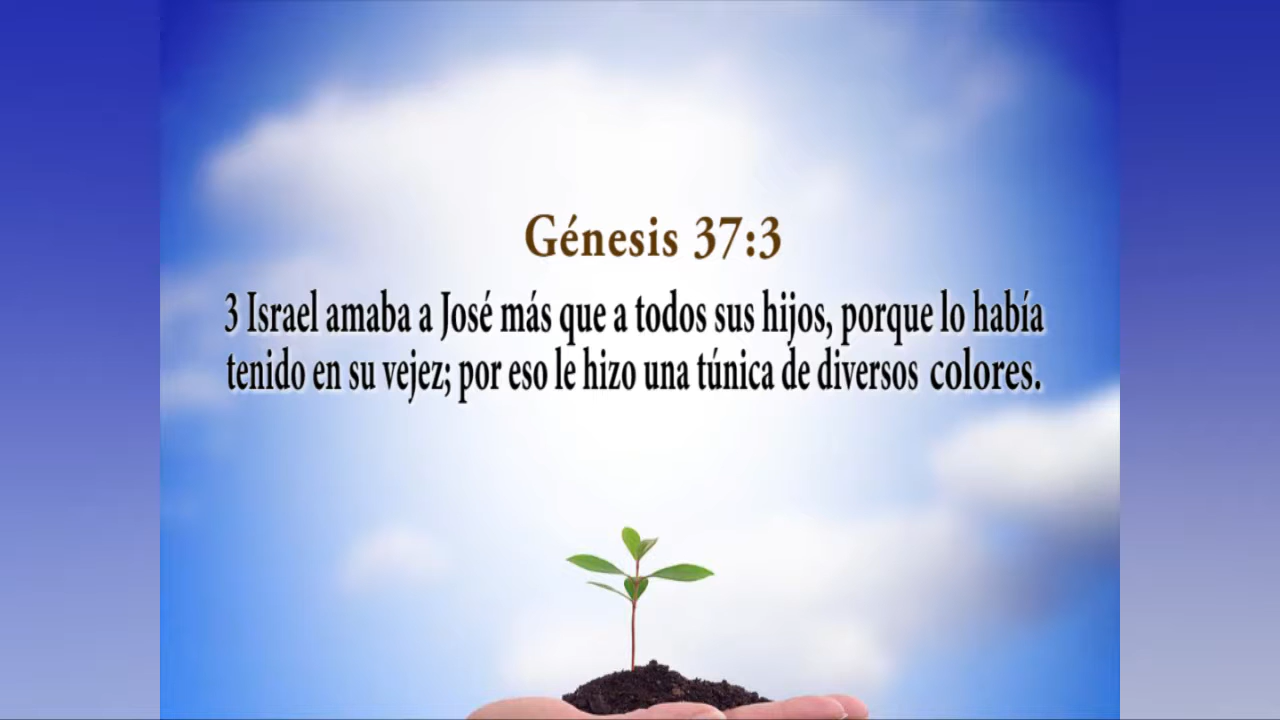 Génesis 37:3
3 Israel amaba a José más que a todos sus hijos, porque lo había
tenido en su vejez; por eso le hizo una túnica de diversos colores.